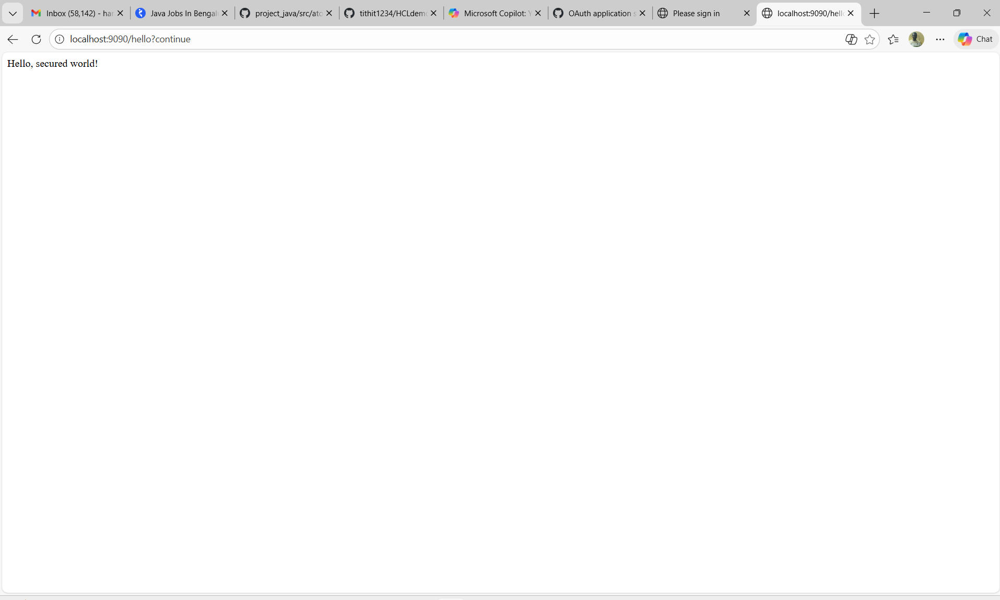 Inbox (58,142) - har
Java Jobs In Bengal
project_java/src/ato
tithit1234/HCLdem
Microsoft Copilot: Y
OAuth application s
Please sign in
localhost:9090/hell
localhost:9090/hello?continue
Chat
Hello, secured world!